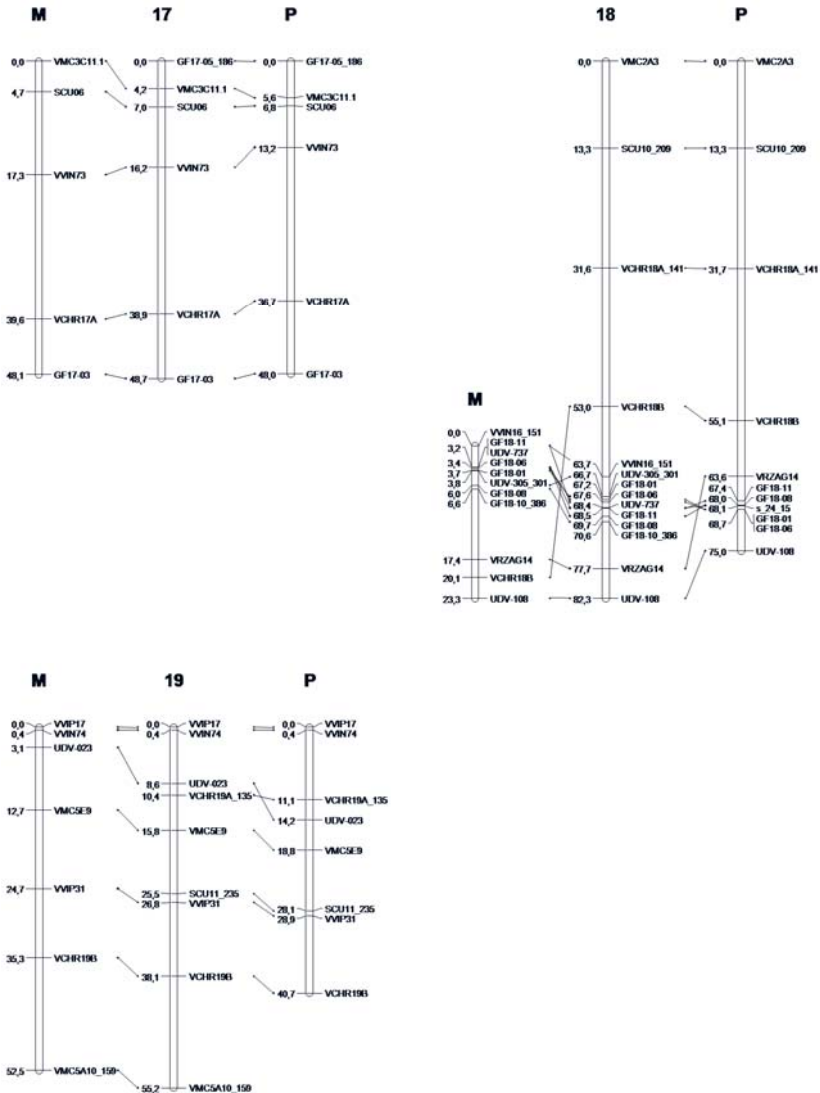 M 17 P
0,0 VMC3C11.1
4,7 SCU06
17,3 VVIN73
39,6 VCHR17A
48,1 GF17-03
0,0 GF17-05_186
4,2 VMC3C11.1
7,0 SCU06
16,2 VVIN73
38,9 VCHR17A
48,7 GF17-03
0,0 GF17-05_186
5,6 VMC3C11.1
6,8 SCU06
13,2 VVIN73
36,7 VCHR17A
48,0 GF17-03
18 P
M
0,0 VVIN16_151
3,2 GF18-11
UDV-737
3,4 GF18-06
3,7 GF18-01
3,8 UDV-305_301
6,0 GF18-08
6,6 GF18-10_386
17,4 VRZAG14
20,1 VCHR18B
23,3 UDV-108
0,0 VMC2A3
13,3 SCU10_209
31,6 VCHR18A_141
53,0 VCHR18B
63,7 VVIN16_151
66,7 UDV-305_301
67,2 GF18-01
67,6 GF18-06
68,4 UDV-737
68,5 GF18-11
69,7 GF18-08
70,6 GF18-10_386
77,7 VRZAG14
82,3 UDV-108
0,0 VMC2A3
13,3 SCU10_209
31,7 VCHR18A_141
55,1 VCHR18B
63,6 VRZAG14
67,4 GF18-11
68,0 GF18-08
68,1 s_24_15
68,7 GF18-01
GF18-06
75,0 UDV-108
M 19 P
0,0 VVIP17
0,4 VVIN74
3,1 UDV-023
12,7 VMC5E9
24,7 VVIP31
35,3 VCHR19B
52,5 VMC5A10_159
0,0 VVIP17
0,4 VVIN74
8,6 UDV-023
10,4 VCHR19A_135
15,8 VMC5E9
25,5 SCU11_235
26,8 VVIP31
38,1 VCHR19B
55,2 VMC5A10_159
0,0 VVIP17
0,4 VVIN74
11,1 VCHR19A_135
14,2 UDV-023
18,8 VMC5E9
28,1 SCU11_235
28,9 VVIP31
40,7 VCHR19B